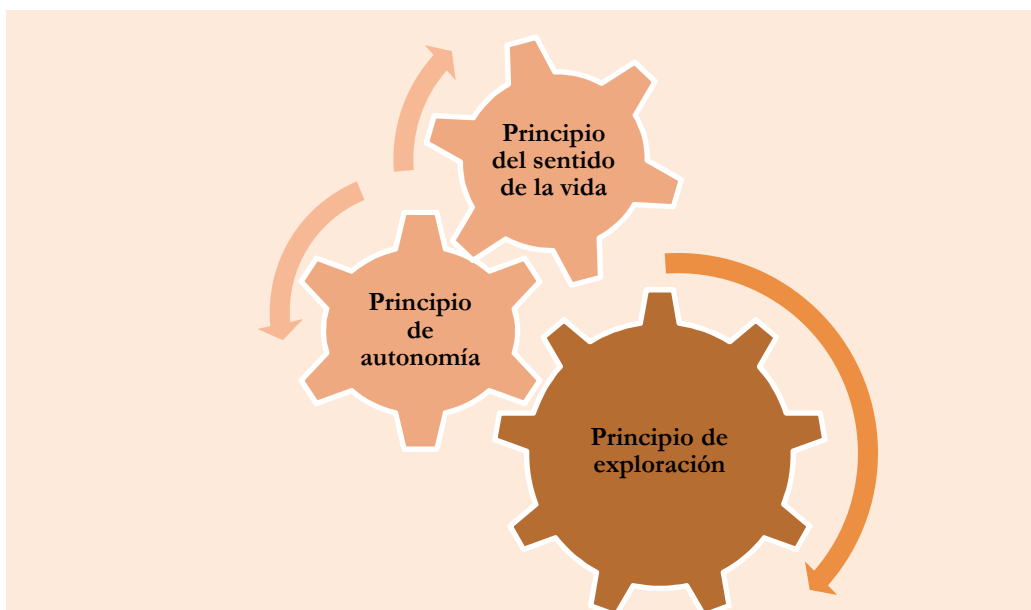 Principio
del sentido
de la vida
Principio
de
autonomía
Principio de
exploración